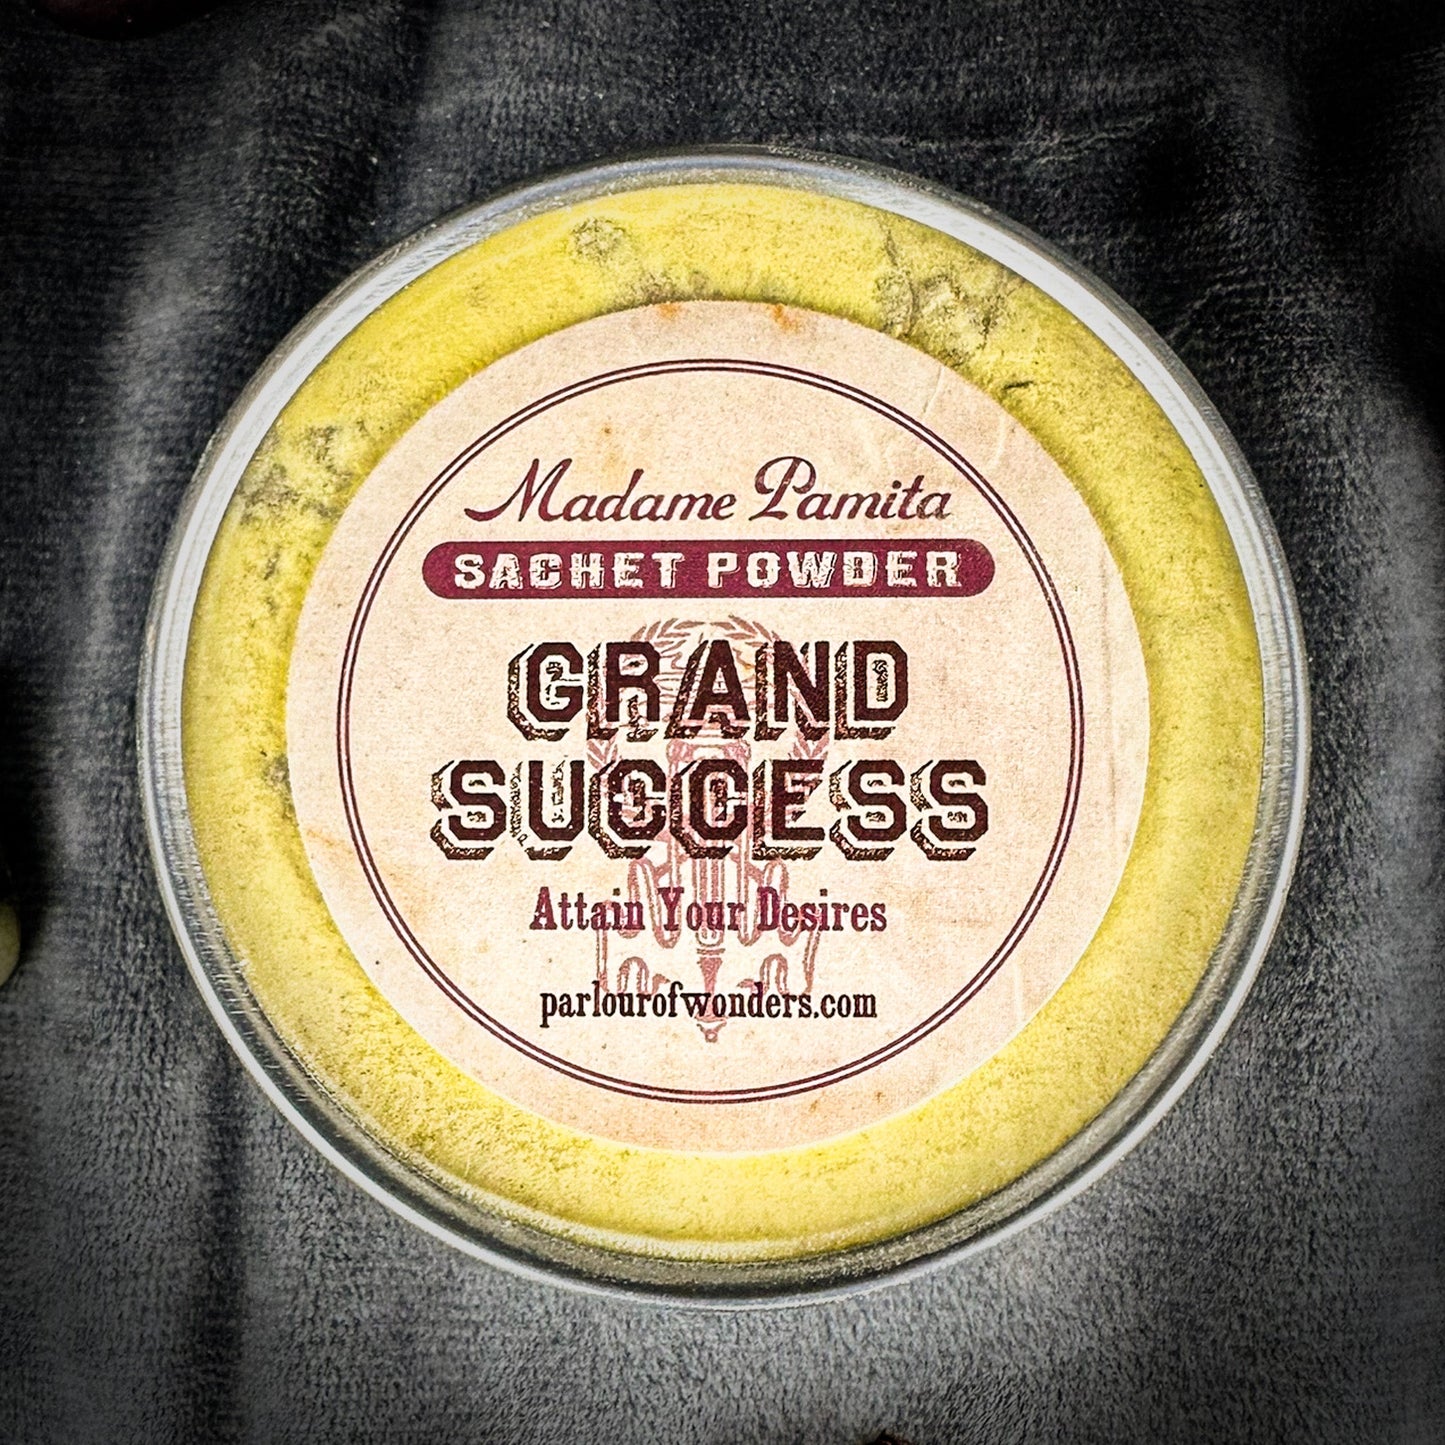 Madame Pamita
SACHET POWDER
GRAND
SUCCESS
Attain Your Desires
parlourofwonders.com